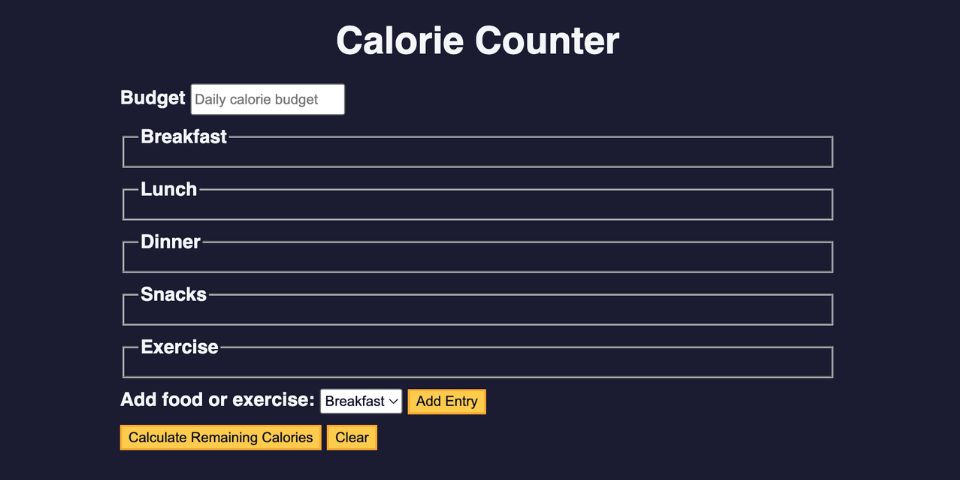 Calorie Counter
Budget Daily calorie budget
Breakfast
Lunch
Dinner
Snacks
Exercise
Add food or exercise: Breakfast Add Entry
Calculate Remaining Calories Clear